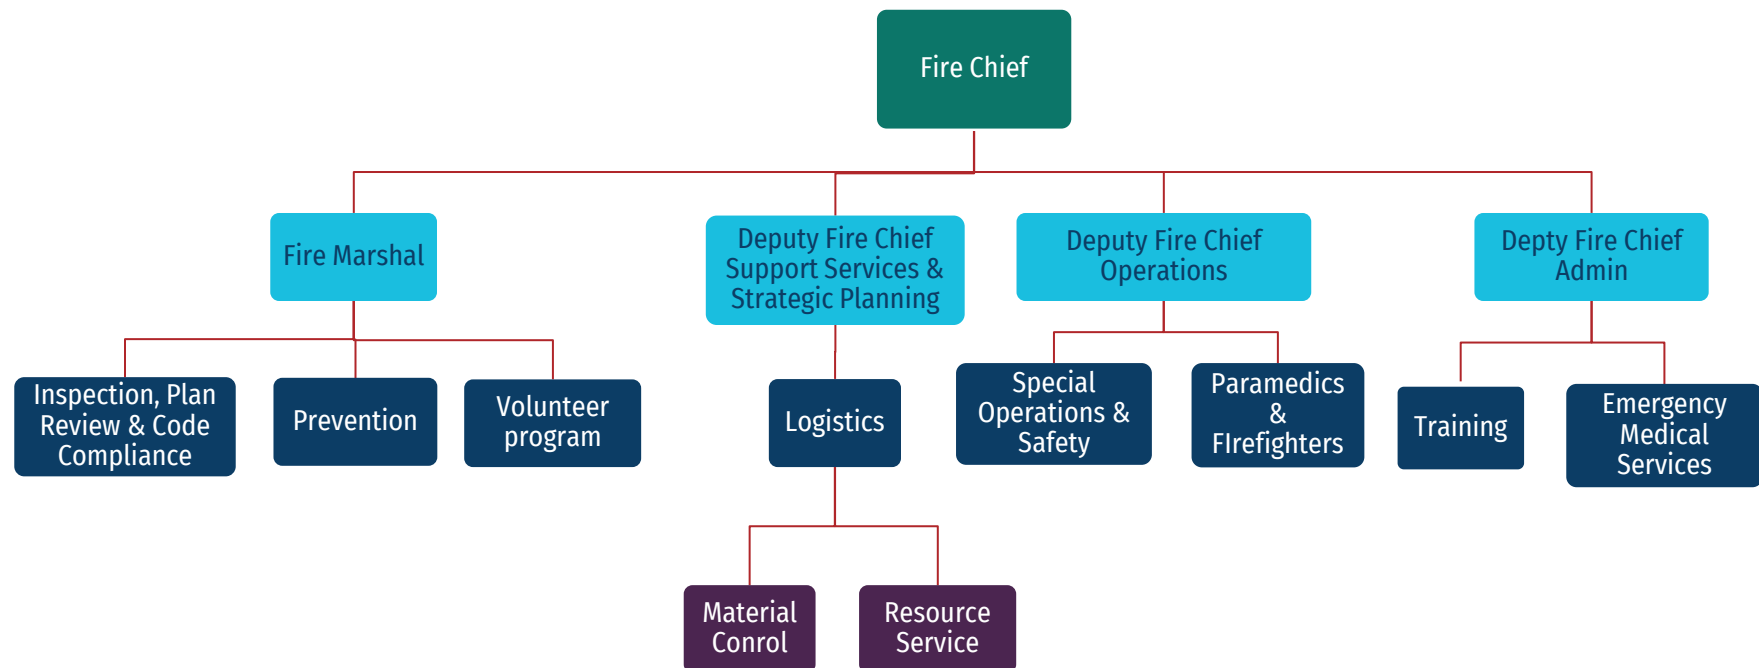 Fire Chief
Fire Marshal
Deputy Fire Chief
Support Services &
Strategic Planning
Deputy Fire Chief
Operations
Depty Fire Chief
Admin
Inspection, Plan
Review & Code
Compliance
Prevention
Volunteer
program
Logistics
Special
Operations &
Safety
Paramedics
&
FIrefighters
Training
Emergency
Medical
Services
Material
Conrol
Resource
Service